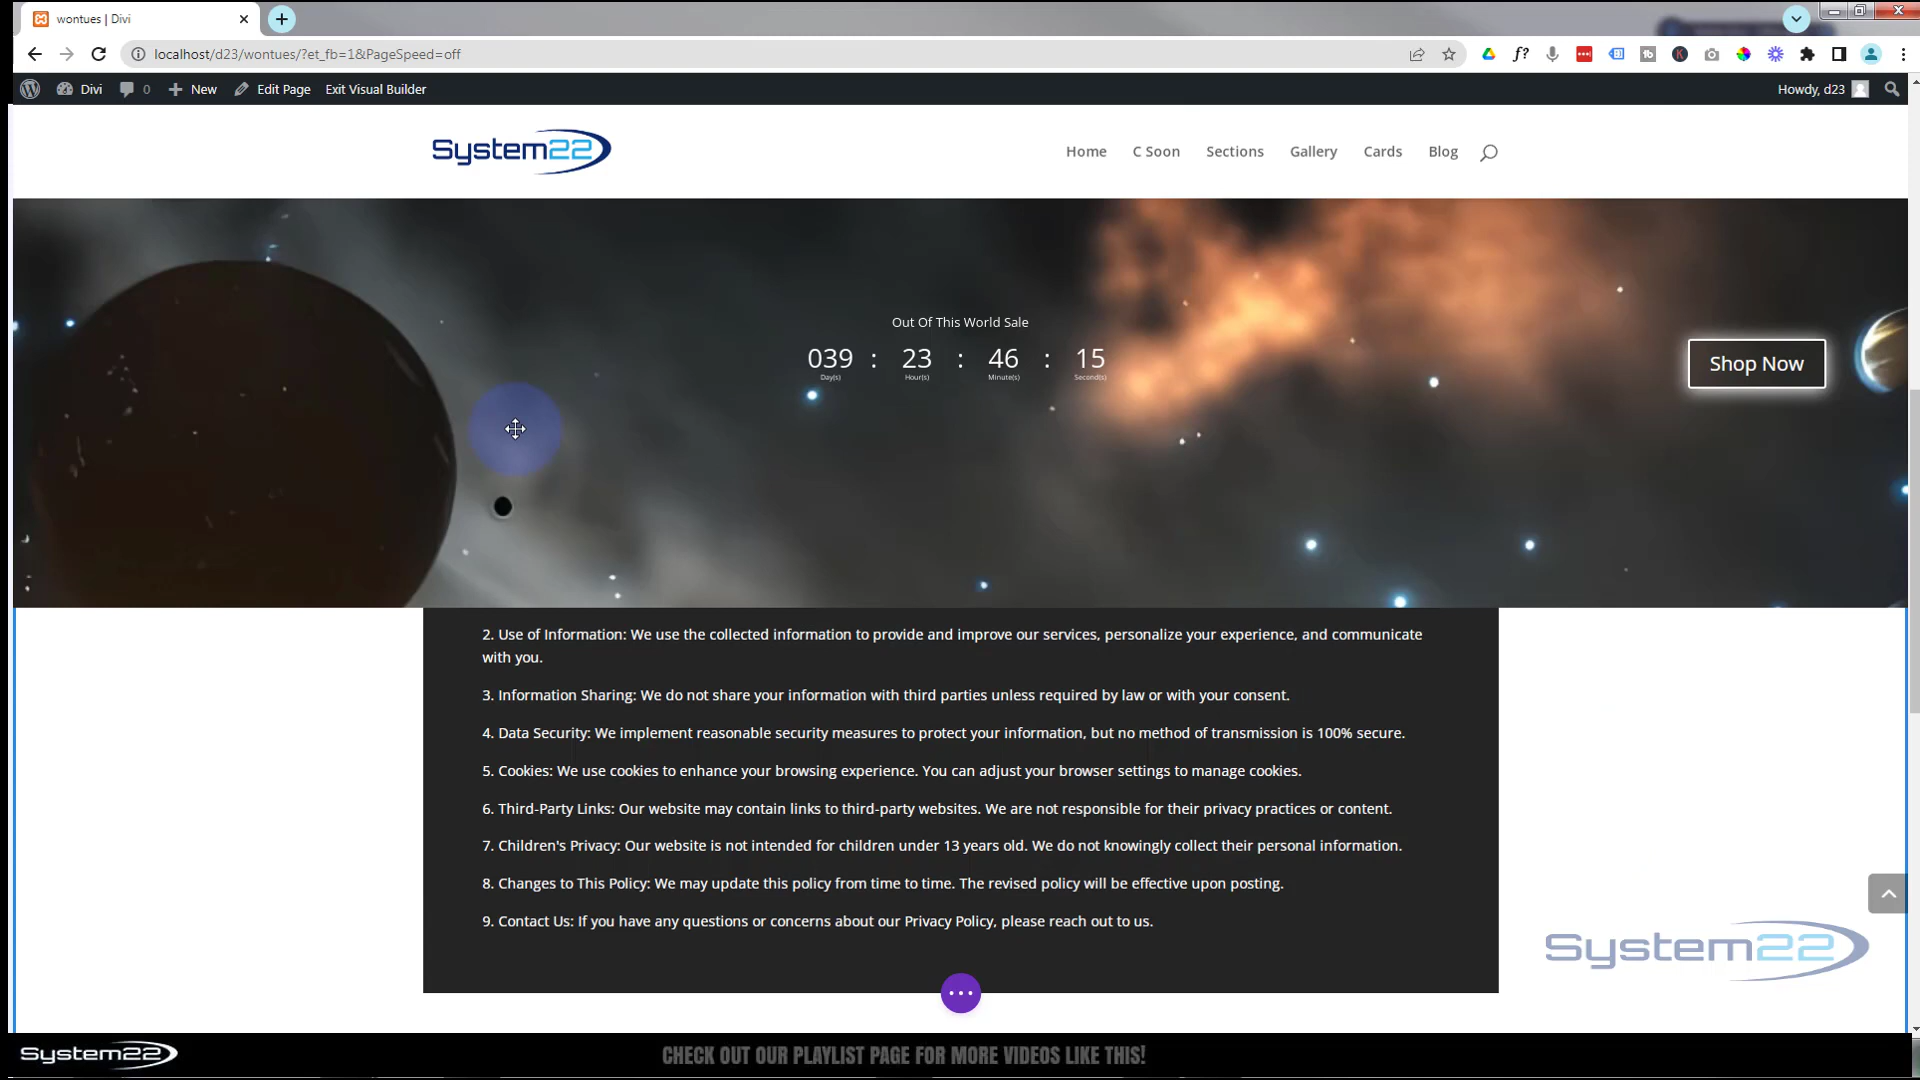 wontues | Divi
localhost/d23/wontues/?et_fb=1&PageSpeed=off
Divi 0 New Edit Page Exit Visual Builder Howdy, d23
System22
Home C Soon Sections Gallery Cards Blog
Out Of This World Sale
039 : 23 : 46 : 15
Day(s) Hour(s) Minute(s) Second(s)
Shop Now
2. Use of Information: We use the collected information to provide and improve our services, personalize your experience, and communicate
with you.
3. Information Sharing: We do not share your information with third parties unless required by law or with your consent.
4. Data Security: We implement reasonable security measures to protect your information, but no method of transmission is 100% secure.
5. Cookies: We use cookies to enhance your browsing experience. You can adjust your browser settings to manage cookies.
6. Third-Party Links: Our website may contain links to third-party websites. We are not responsible for their privacy practices or content.
7. Children's Privacy: Our website is not intended for children under 13 years old. We do not knowingly collect their personal information.
8. Changes to This Policy: We may update this policy from time to time. The revised policy will be effective upon posting.
9. Contact Us: If you have any questions or concerns about our Privacy Policy, please reach out to us.
System22
System22
CHECK OUT OUR PLAYLIST PAGE FOR MORE VIDEOS LIKE THIS!